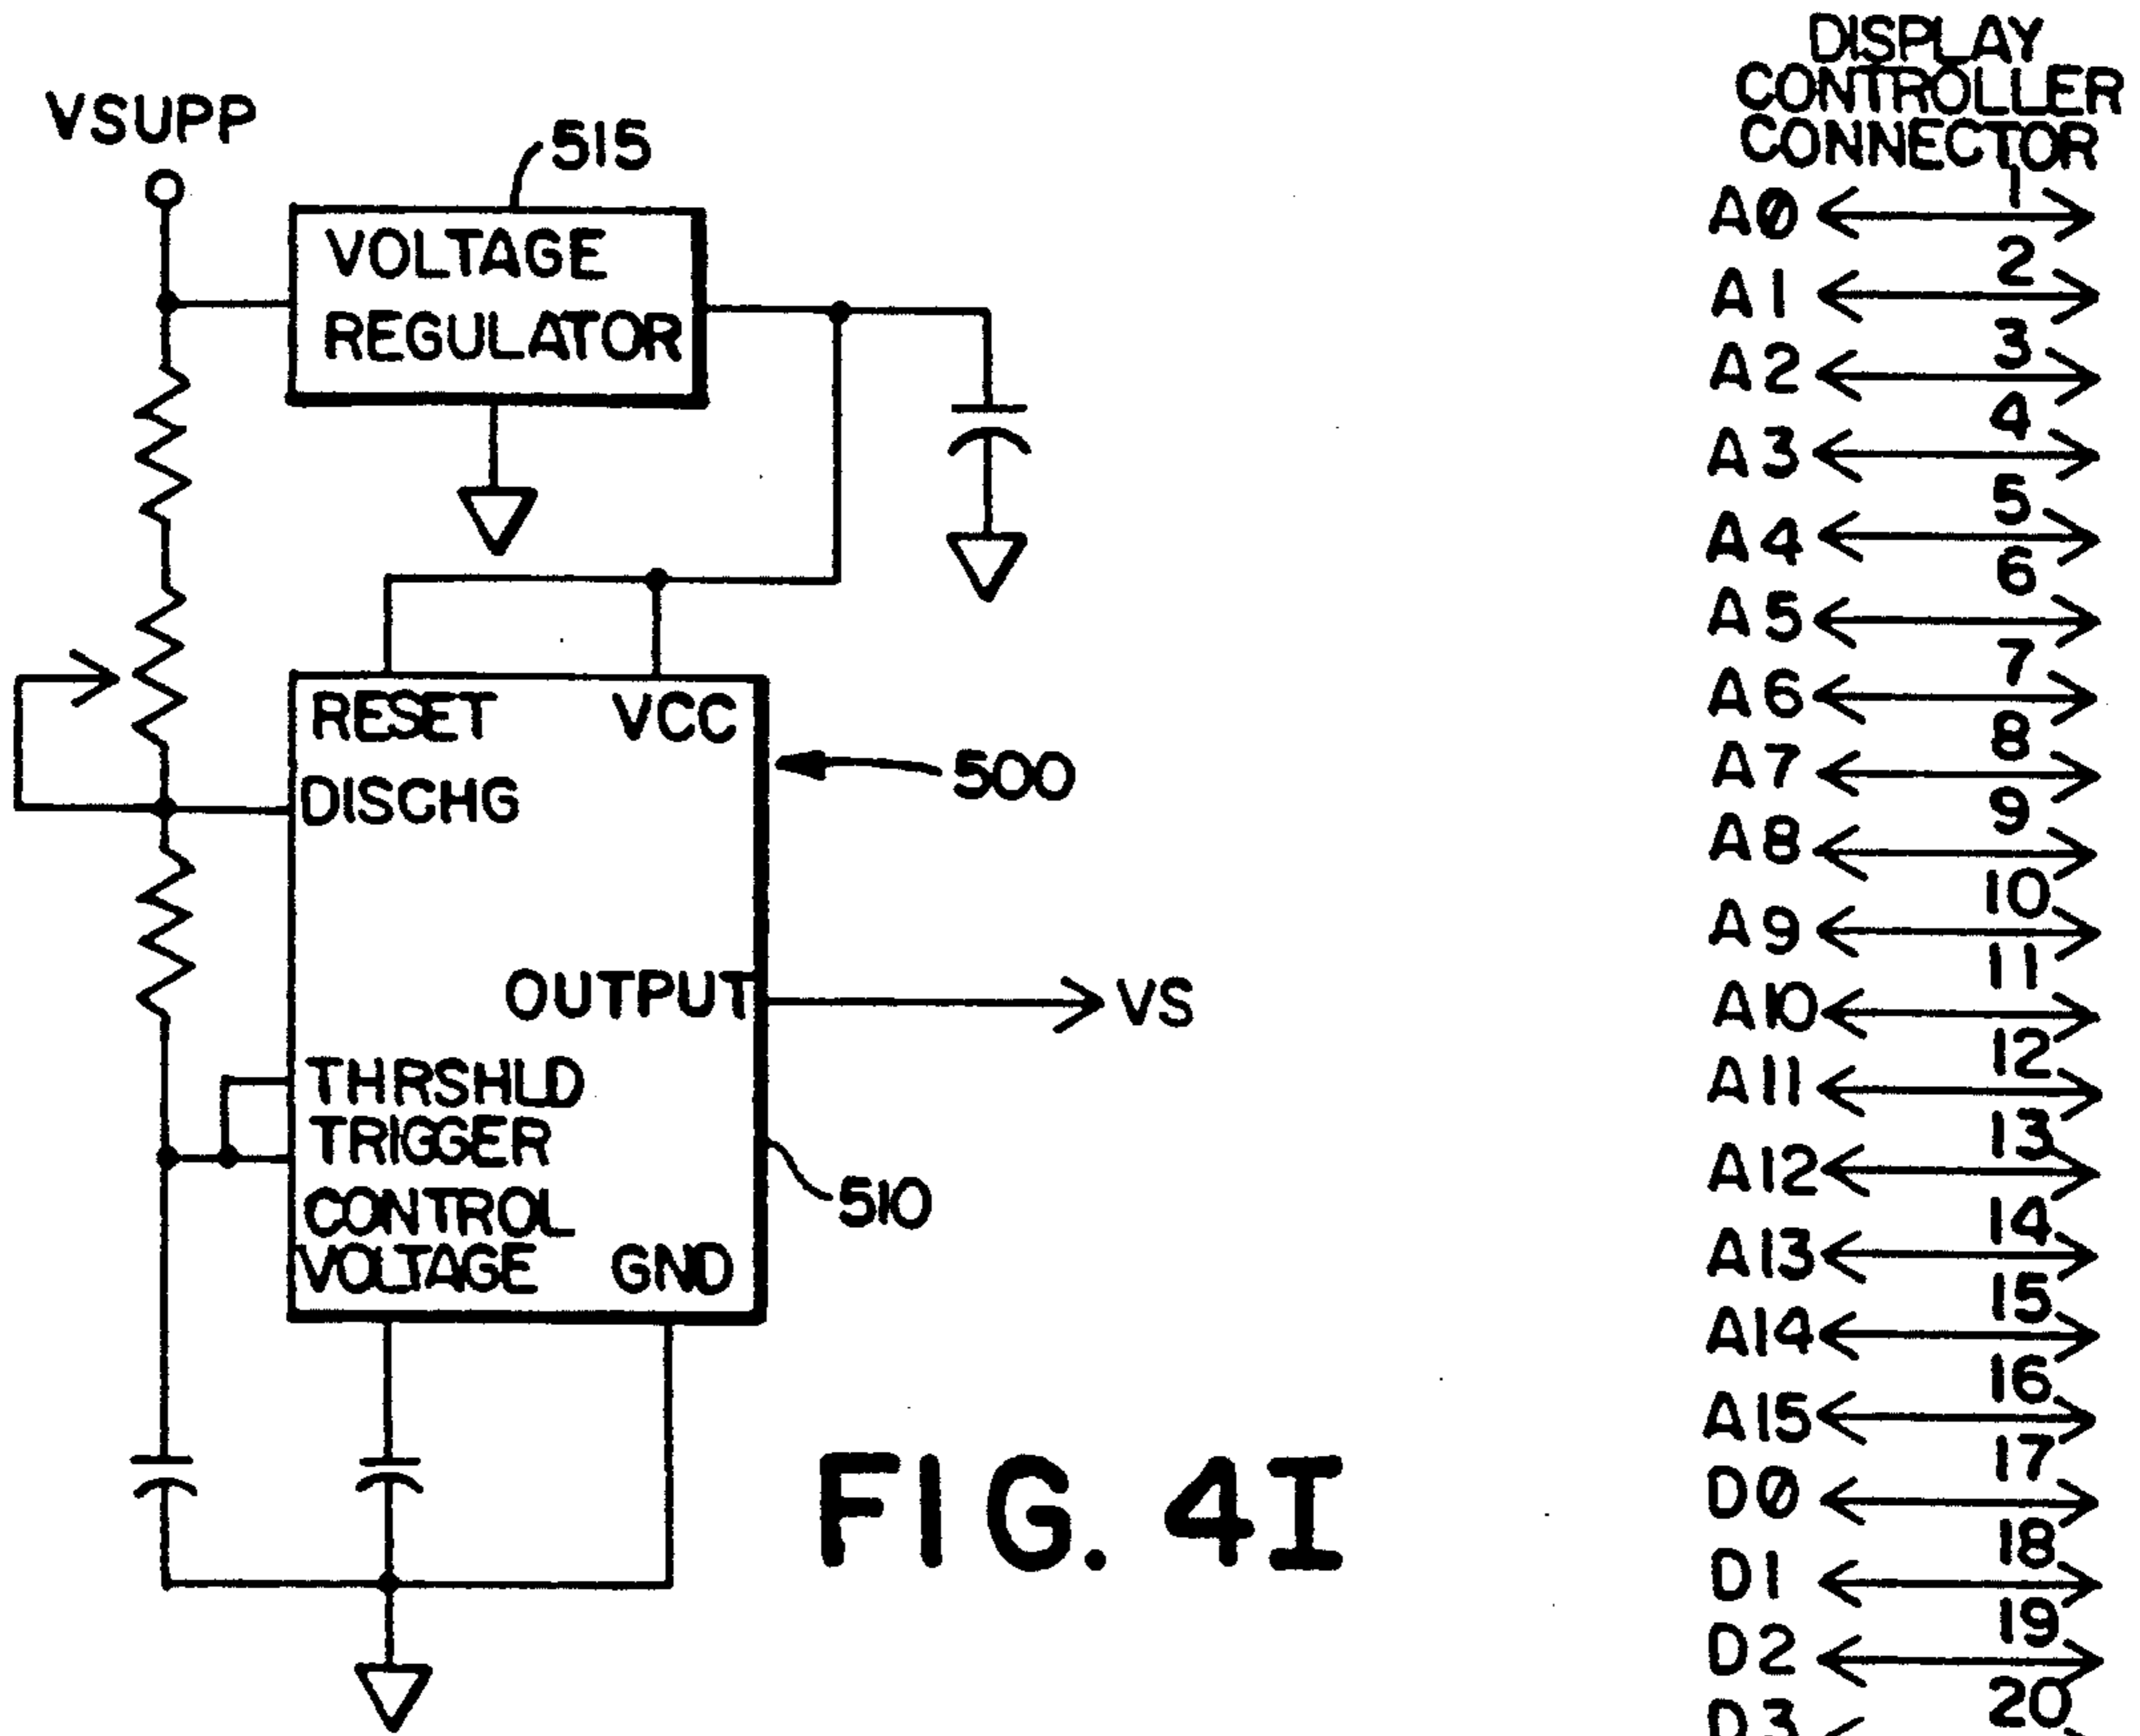 VSUPP
515
VOLTAGE
REGULATOR
RESET VCC
DISCHG
500
OUTPUT
VS
THRSHLD
TRIGGER
CONTROL
VOLTAGE GND
510
FIG. 4I
DISPLAY
CONTROLLER
CONNECTOR
A0 1
A1 2
A2 3
A3 4
A4 5
A5 6
A6 7
A7 8
A8 9
A9 10
A10 11
A11 12
A12 13
A13 14
A14 15
A15 16
D0 17
D1 18
D2 19
D3 20